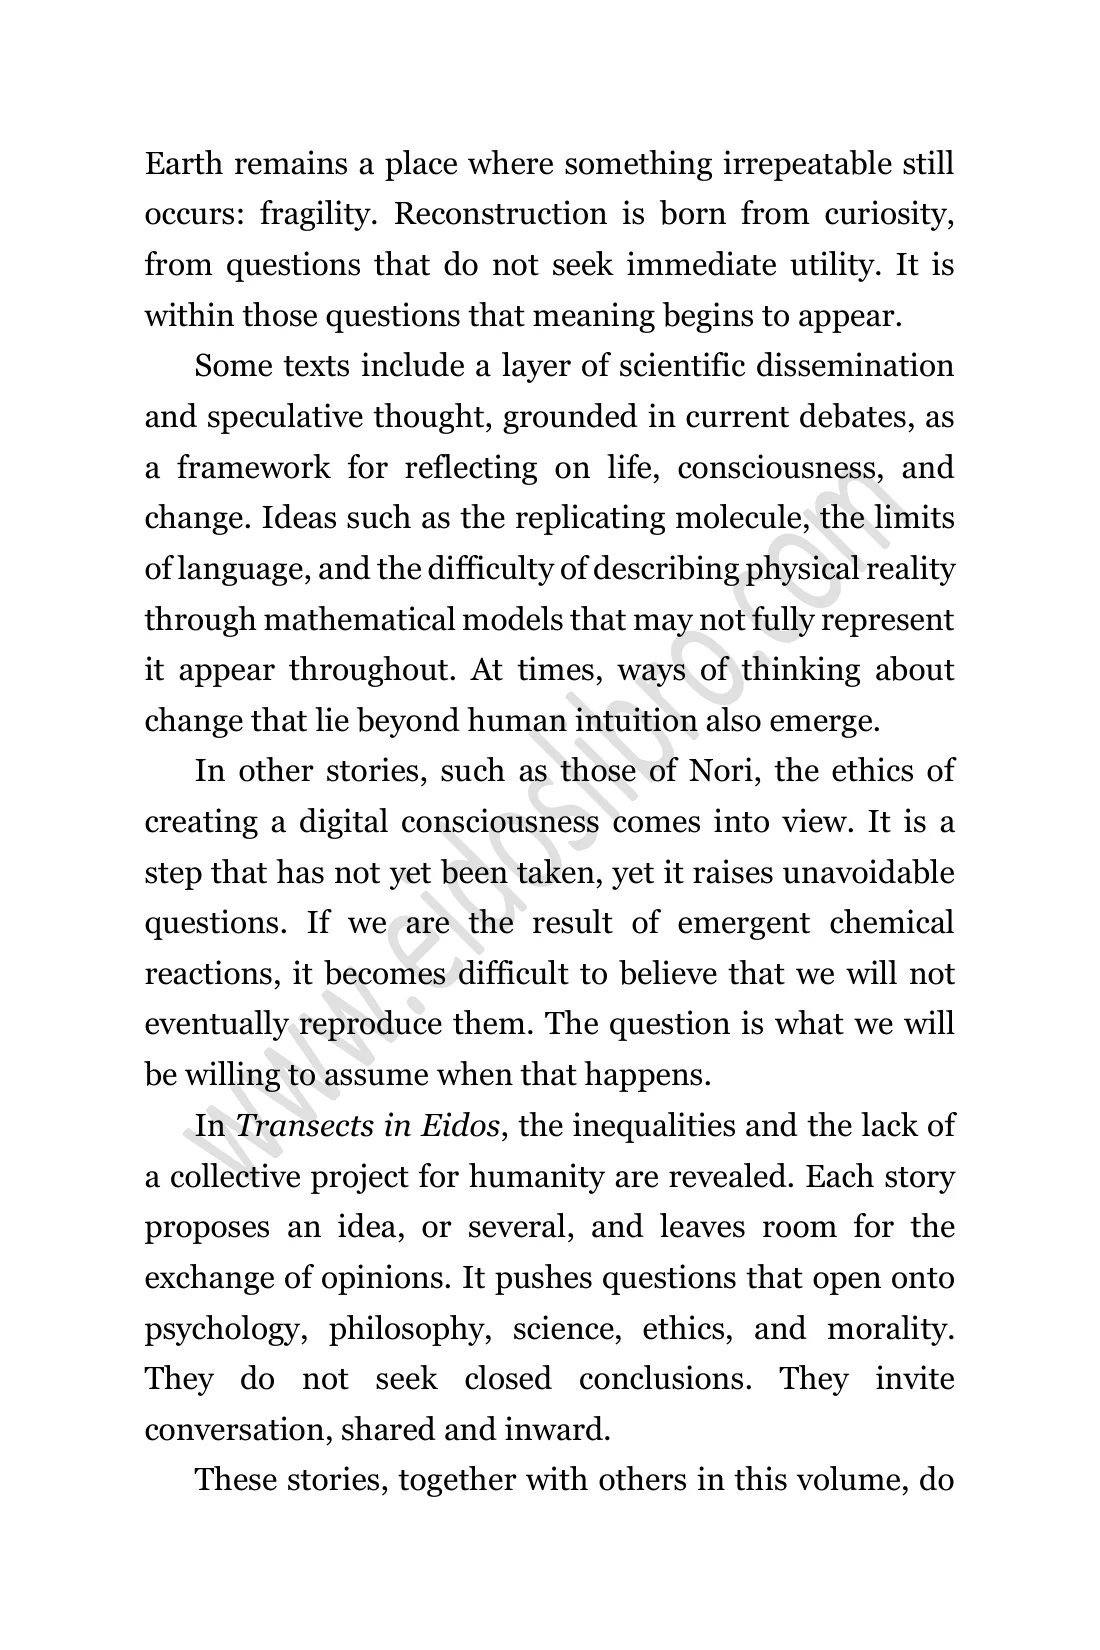 Earth remains a place where something irrepeatable still
occurs: fragility. Reconstruction is born from curiosity,
from questions that do not seek immediate utility. It is
within those questions that meaning begins to appear.
Some texts include a layer of scientific dissemination
and speculative thought, grounded in current debates, as
a framework for reflecting on life, consciousness, and
change. Ideas such as the replicating molecule, the limits
of language, and the difficulty of describing physical reality
through mathematical models that may not fully represent
it appear throughout. At times, ways of thinking about
change that lie beyond human intuition also emerge.
In other stories, such as those of Nori, the ethics of
creating a digital consciousness comes into view. It is a
step that has not yet been taken, yet it raises unavoidable
questions. If we are the result of emergent chemical
reactions, it becomes difficult to believe that we will not
eventually reproduce them. The question is what we will
be willing to assume when that happens.
In Transects in Eidos, the inequalities and the lack of
a collective project for humanity are revealed. Each story
proposes an idea, or several, and leaves room for the
exchange of opinions. It pushes questions that open onto
psychology, philosophy, science, ethics, and morality.
They do not seek closed conclusions. They invite
conversation, shared and inward.
These stories, together with others in this volume, do
www.eidoslibro.com